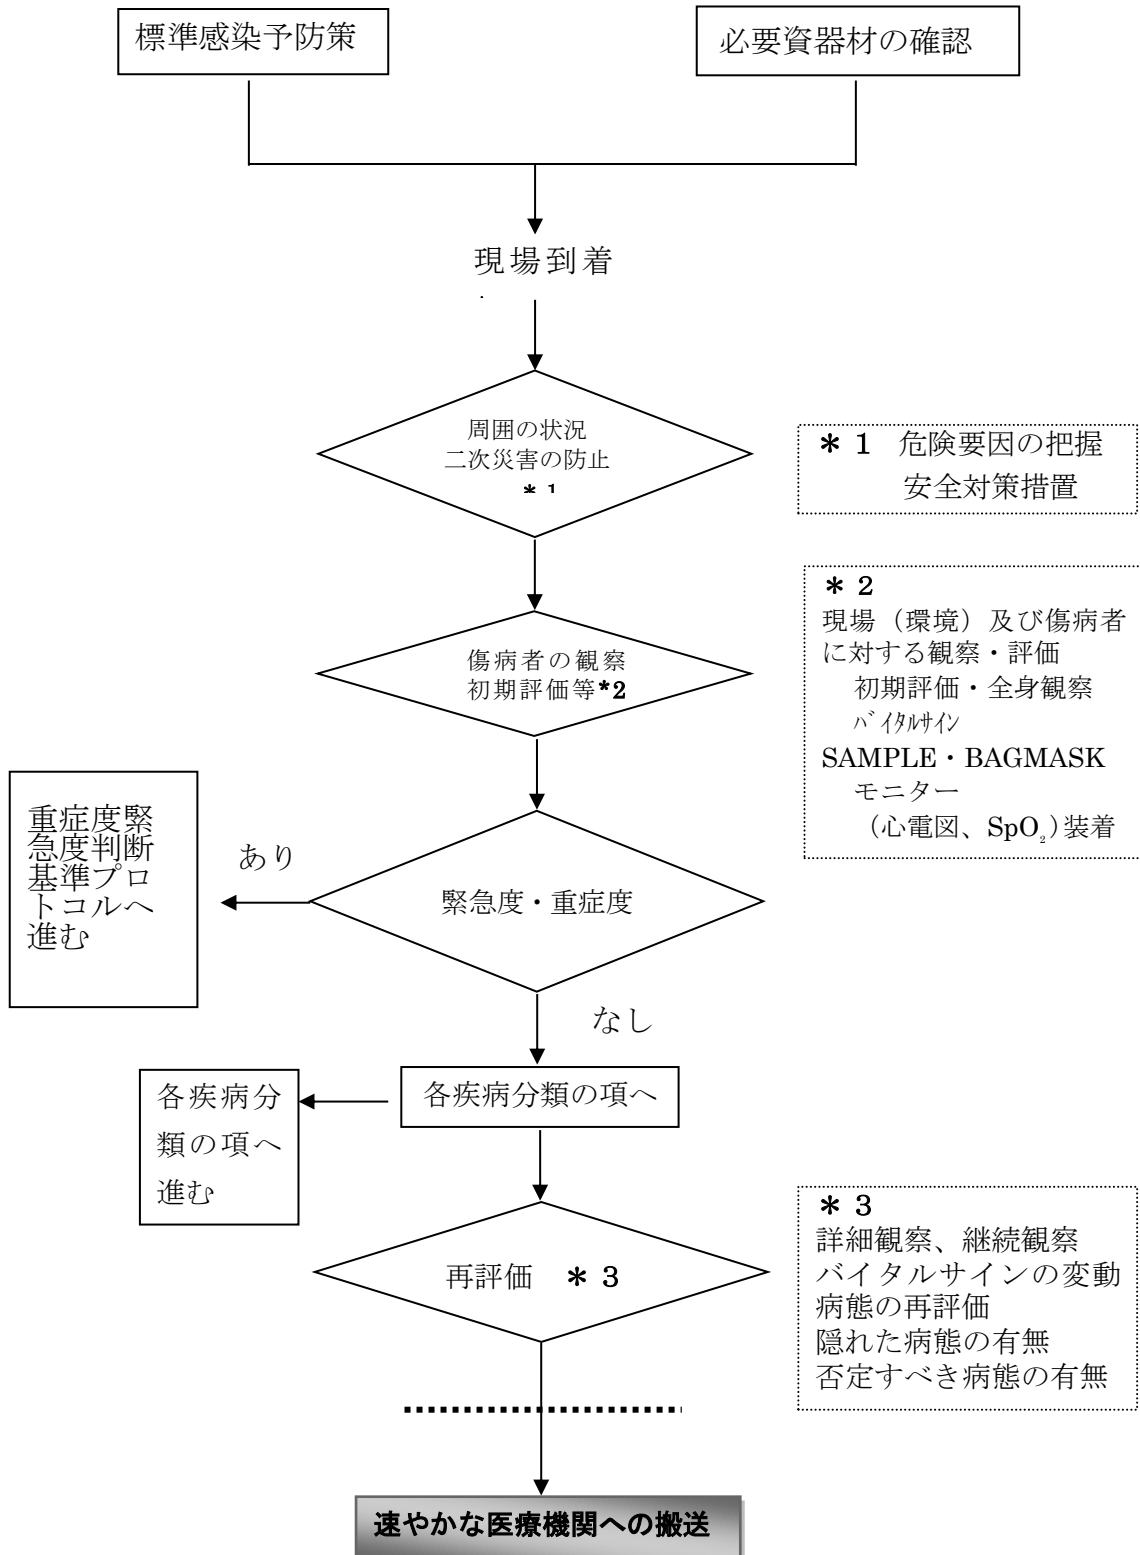 標準感染予防策
必要資器材の確認
現場到着
周囲の状況
二次災害の防止
＊１
＊１ 危険要因の把握
安全対策措置
傷病者の観察
初期評価等*2
＊２
現場（環境）及び傷病者
に対する観察・評価
初期評価・全身観察
ﾊﾞｲﾀﾙｻｲﾝ
SAMPLE・BAGMASK
モニター
（心電図、SpO₂）装着
重症度緊
急度判断
基準プロ
トコルへ
進む
あり
緊急度・重症度
なし
各疾病分
類の項へ
進む
各疾病分類の項へ
再評価 ＊３
＊３
詳細観察、継続観察
バイタルサインの変動
病態の再評価
隠れた病態の有無
否定すべき病態の有無
速やかな医療機関への搬送